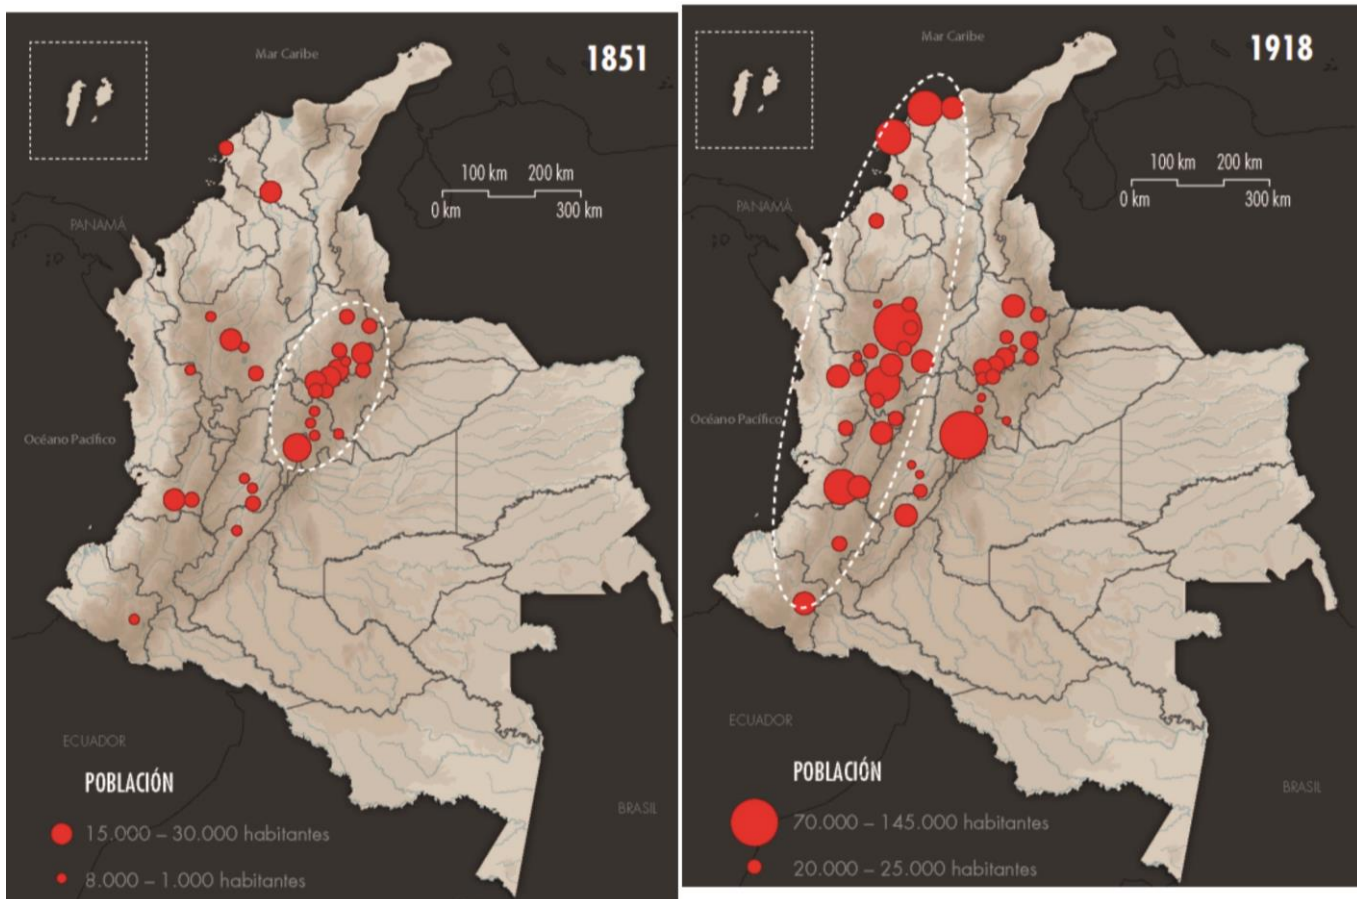 1851
Mar Caribe
100 km 200 km
0 km 300 km
PANAMÁ
Océano Pacífico
ECUADOR
BRASIL
POBLACIÓN
15.000 – 30.000 habitantes
8.000 – 1.000 habitantes
1918
Mar Caribe
100 km 200 km
0 km 300 km
PANAMÁ
Océano Pacífico
ECUADOR
BRASIL
POBLACIÓN
70.000 – 145.000 habitantes
20.000 – 25.000 habitantes